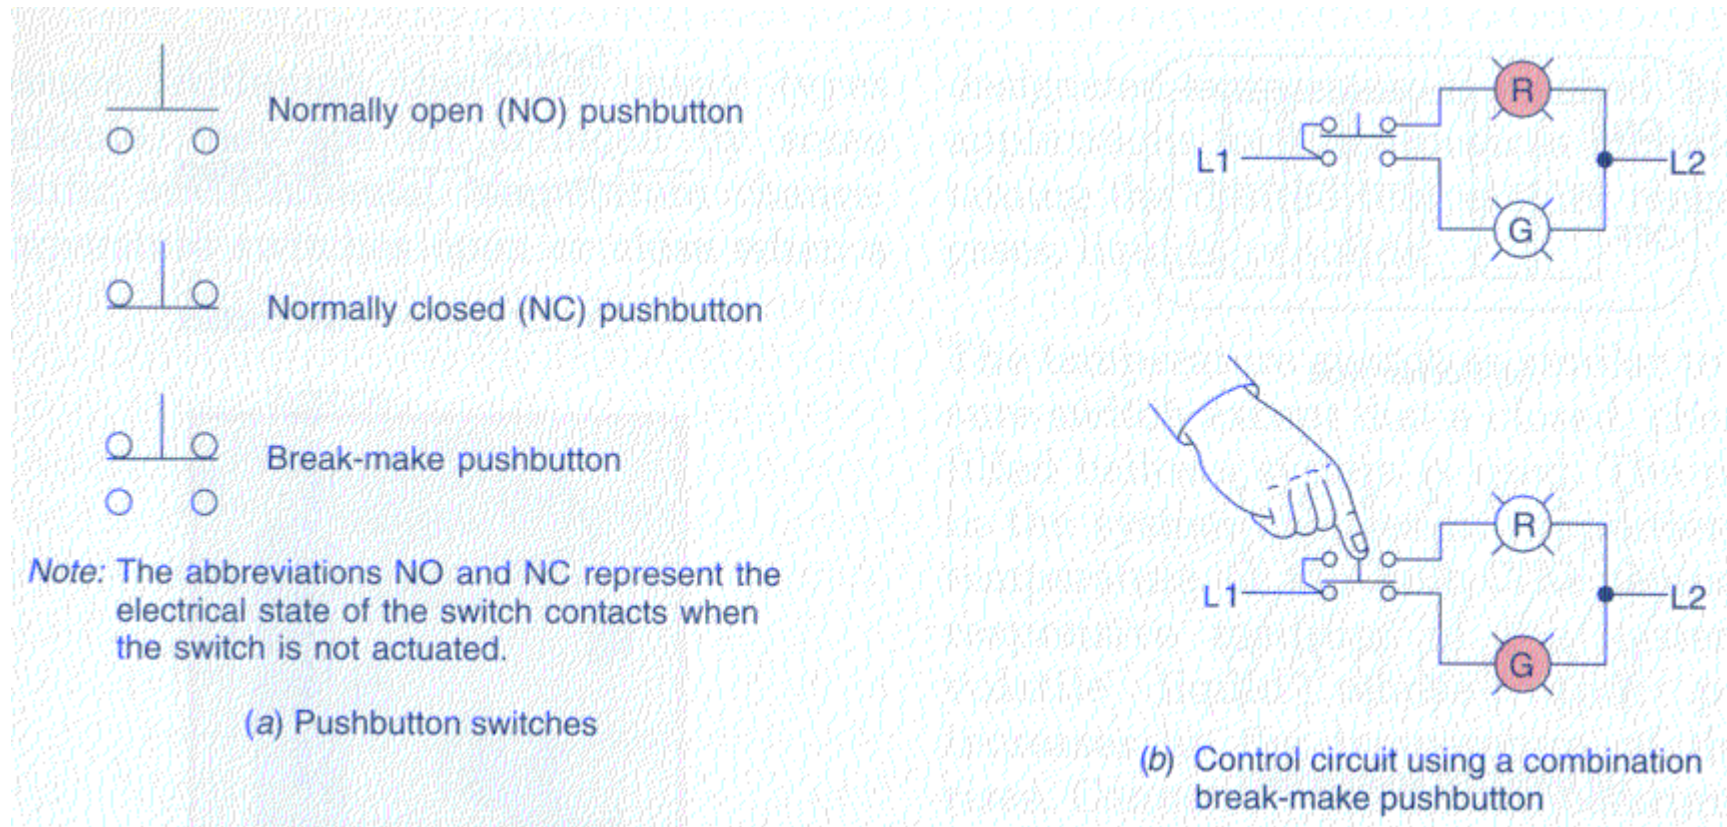 Normally open (NO) pushbutton
Normally closed (NC) pushbutton
Break-make pushbutton
Note: The abbreviations NO and NC represent the
electrical state of the switch contacts when
the switch is not actuated.
(a) Pushbutton switches
R
L1
L2
G
R
L1
L2
G
(b) Control circuit using a combination
break-make pushbutton